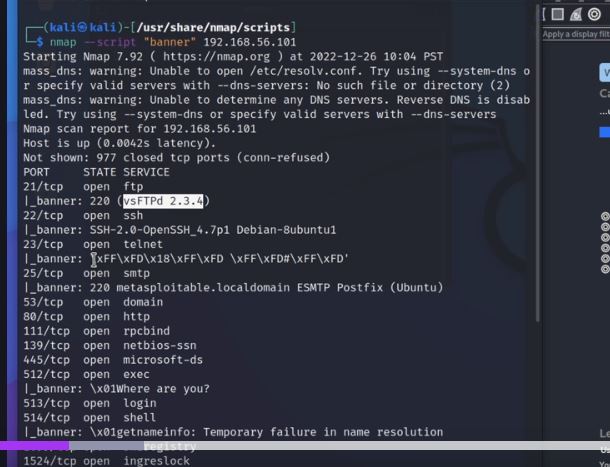 (kali㉿kali)-[/usr/share/nmap/scripts]
$ nmap --script "banner" 192.168.56.101
Starting Nmap 7.92 ( https://nmap.org ) at 2022-12-26 10:04 PST
mass_dns: warning: Unable to open /etc/resolv.conf. Try using --system-dns o
r specify valid servers with --dns-servers: No such file or directory (2)
mass_dns: warning: Unable to determine any DNS servers. Reverse DNS is disab
led. Try using --system-dns or specify valid servers with --dns-servers
Nmap scan report for 192.168.56.101
Host is up (0.0042s latency).
Not shown: 977 closed tcp ports (conn-refused)
PORT     STATE SERVICE
21/tcp   open  ftp
|_banner: 220 (vsFTPd 2.3.4)
22/tcp   open  ssh
|_banner: SSH-2.0-OpenSSH_4.7p1 Debian-8ubuntu1
23/tcp   open  telnet
|_banner: \xFF\xFD\x18\xFF\xFD \xFF\xFD#\xFF\xFD'
25/tcp   open  smtp
|_banner: 220 metasploitable.localdomain ESMTP Postfix (Ubuntu)
53/tcp   open  domain
80/tcp   open  http
111/tcp  open  rpcbind
139/tcp  open  netbios-ssn
445/tcp  open  microsoft-ds
512/tcp  open  exec
|_banner: \x01Where are you?
513/tcp  open  login
514/tcp  open  shell
|_banner: \x01getnameinfo: Temporary failure in name resolution
1524/tcp open  ingreslock
Apply a display filt